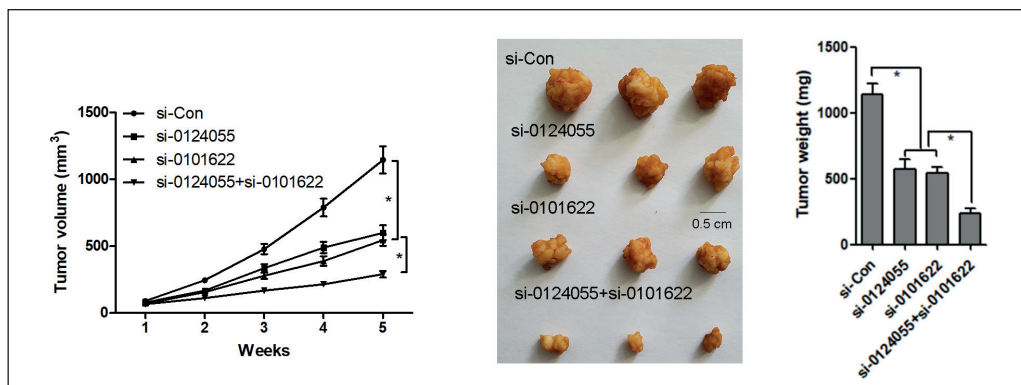 si-Con
si-0124055
si-0101622
si-0124055+si-0101622
Tumor volume (mm³)
1500
1000
500
0
*
*
1 2 3 4 5
Weeks
si-Con
si-0124055
si-0101622
0.5 cm
si-0124055+si-0101622
Tumor weight (mg)
1500
1000
500
0
*
*
si-Con
si-0124055
si-0101622
si-0124055+si-0101622